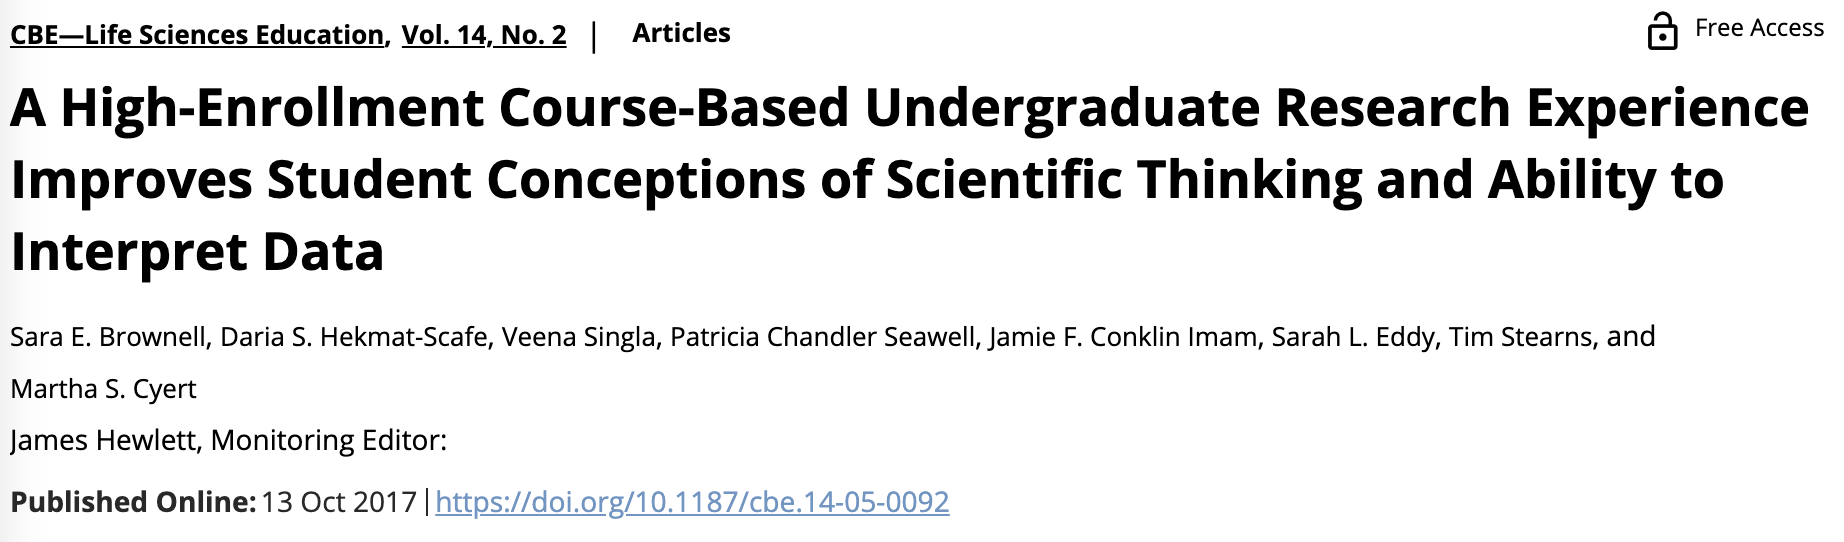 CBE—Life Sciences Education, Vol. 14, No. 2 | Articles Free Access
A High-Enrollment Course-Based Undergraduate Research Experience
Improves Student Conceptions of Scientific Thinking and Ability to
Interpret Data
Sara E. Brownell, Daria S. Hekmat-Scafe, Veena Singla, Patricia Chandler Seawell, Jamie F. Conklin Imam, Sarah L. Eddy, Tim Stearns, and
Martha S. Cyert
James Hewlett, Monitoring Editor:
Published Online: 13 Oct 2017 | https://doi.org/10.1187/cbe.14-05-0092